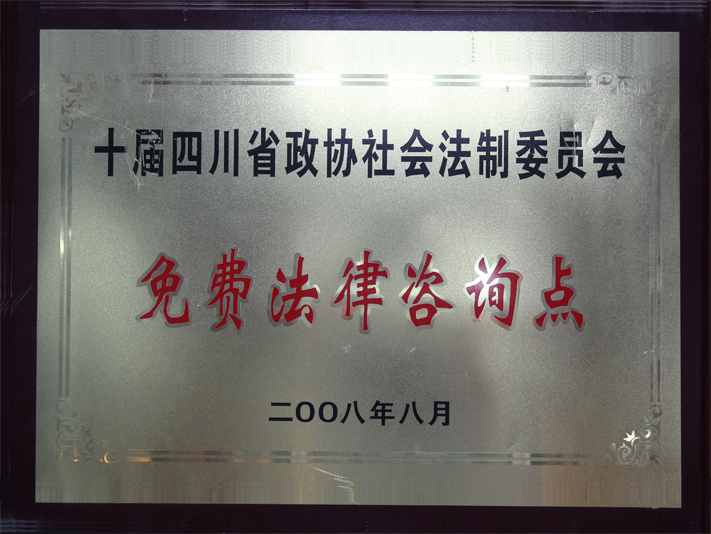 十届四川省政协社会法制委员会
免费法律咨询点
二OO八年八月